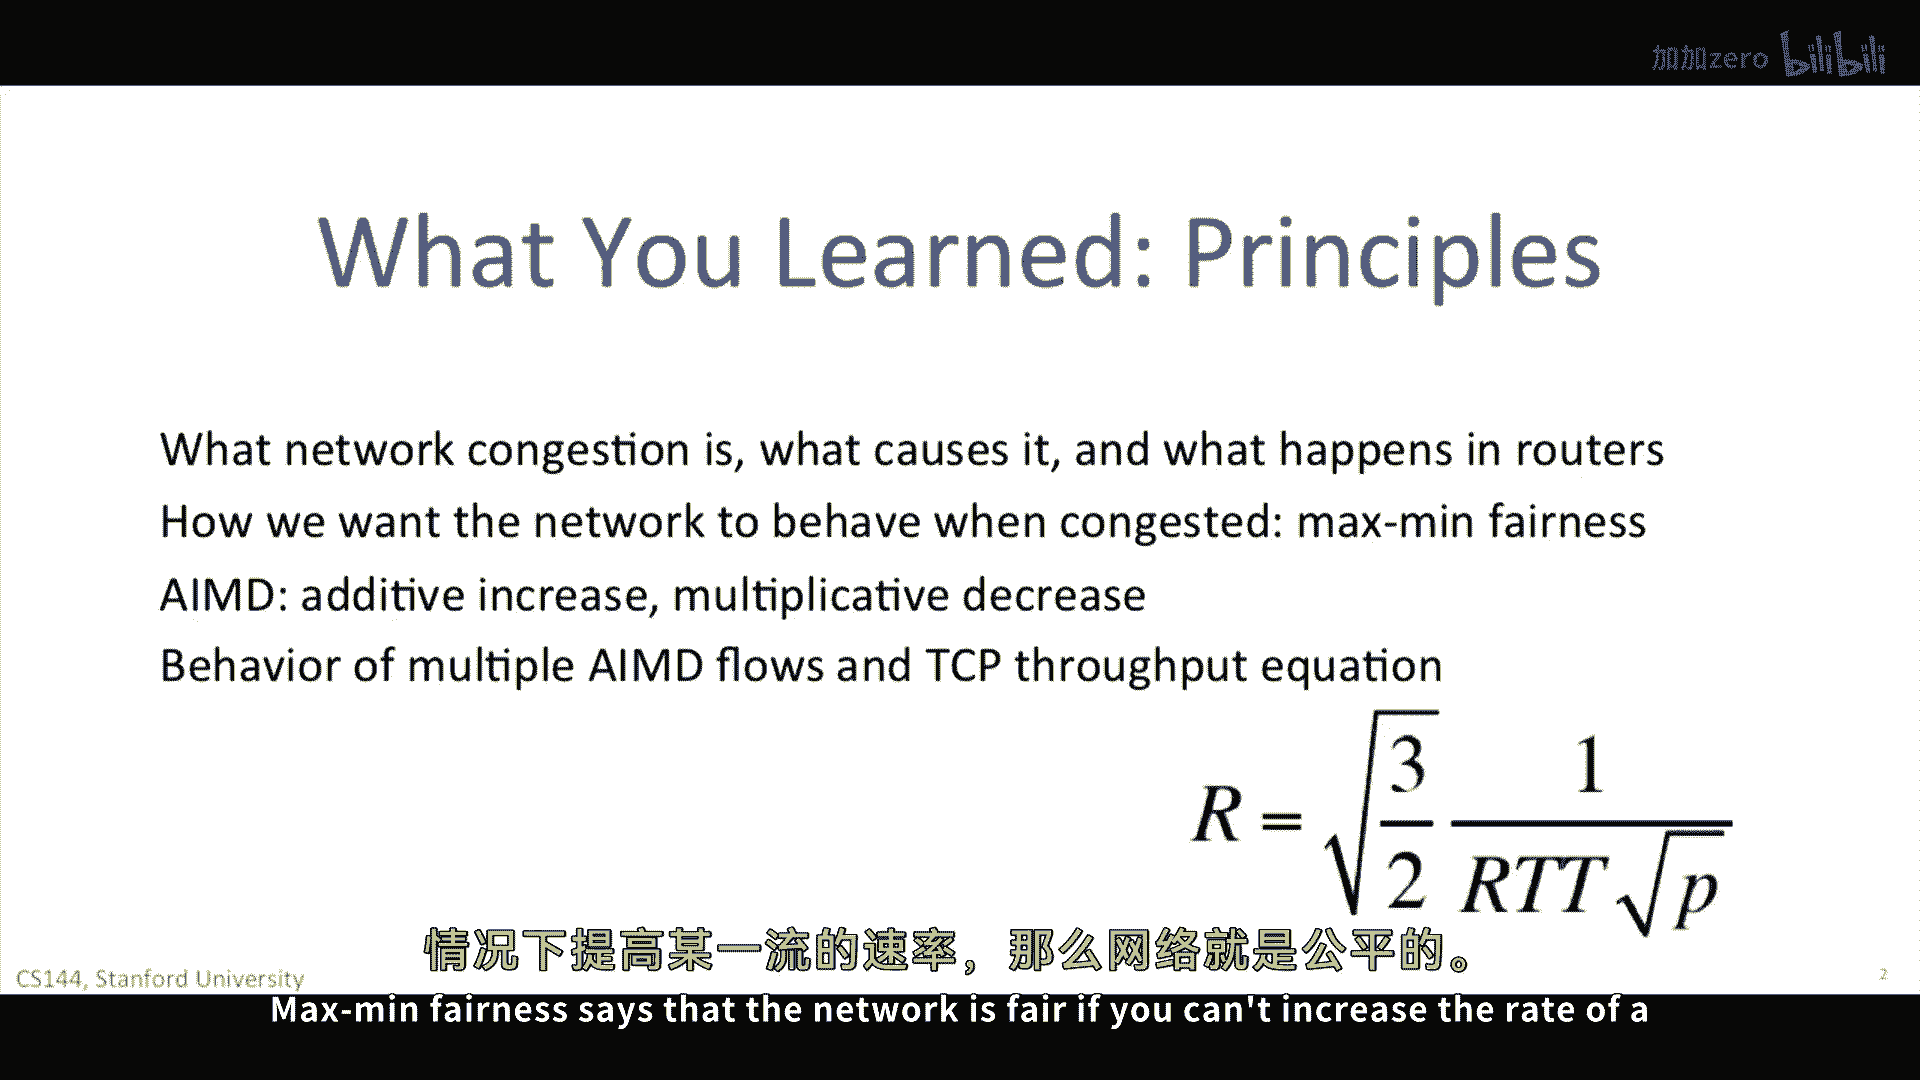 加加zero bilibili
What You Learned: Principles
What network congestion is, what causes it, and what happens in routers
How we want the network to behave when congested: max-min fairness
AIMD: additive increase, multiplicative decrease
Behavior of multiple AIMD flows and TCP throughput equation
R = √(3/2) 1/(RTT√p)
情况下提高某一流的速率，那么网络就是公平的。
CS144, Stanford University
2
Max-min fairness says that the network is fair if you can't increase the rate of a